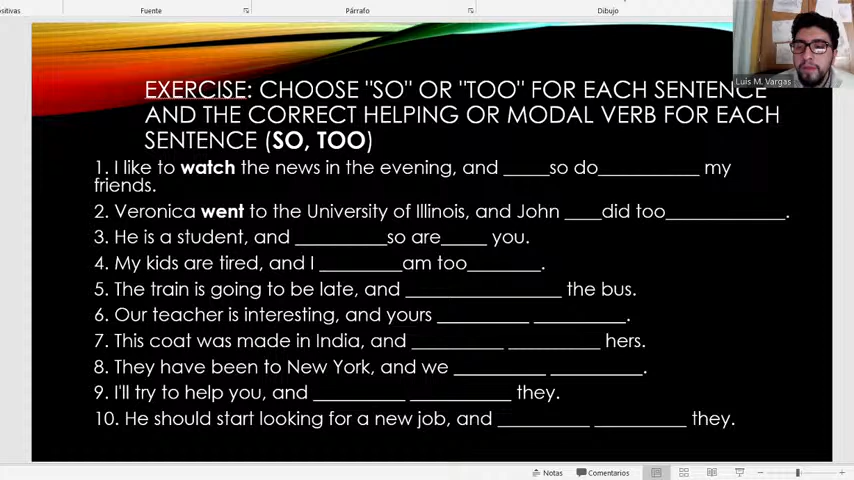 ositivas
Fuente
Párrafo
Dibujo
Luis M. Vargas
EXERCISE: CHOOSE "SO" OR "TOO" FOR EACH SENTENCE
AND THE CORRECT HELPING OR MODAL VERB FOR EACH
SENTENCE (SO, TOO)
1. I like to watch the news in the evening, and _____so do___________ my
friends.
2. Veronica went to the University of Illinois, and John ____did too_____________.
3. He is a student, and __________so are_____ you.
4. My kids are tired, and I _________am too________.
5. The train is going to be late, and _________________ the bus.
6. Our teacher is interesting, and yours __________ __________.
7. This coat was made in India, and __________ __________ hers.
8. They have been to New York, and we __________ __________.
9. I'll try to help you, and __________ ___________ they.
10. He should start looking for a new job, and __________ __________ they.
Notas
Comentarios